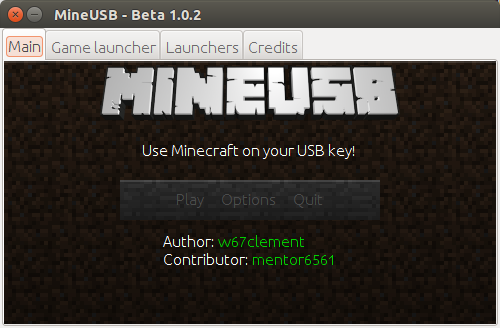 MineUSB - Beta 1.0.2
Main Game launcher Launchers Credits
MINEUSB
Use Minecraft on your USB key!
Play Options Quit
Author: w67clement
Contributor: mentor6561